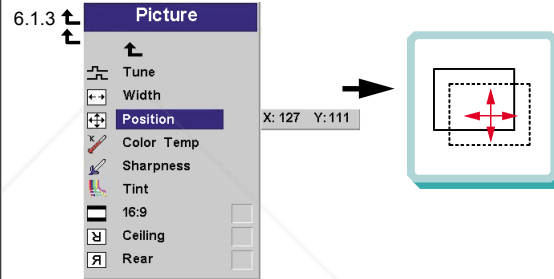 6.1.3
Picture
Tune
Width
Position X: 127 Y: 111
Color Temp
Sharpness
Tint
16:9
Ceiling
Rear